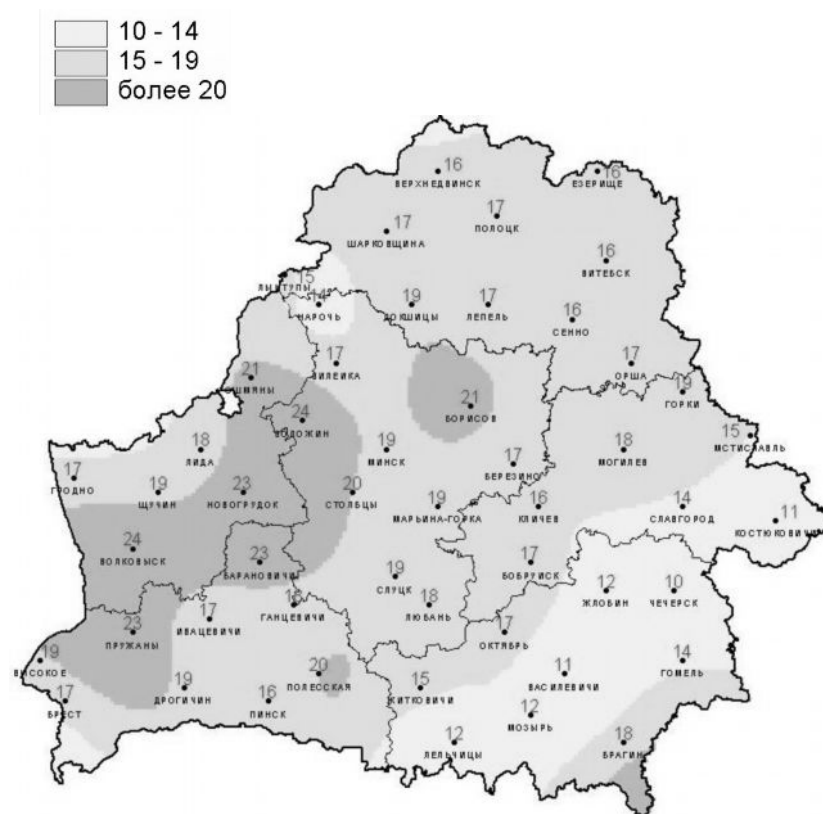 10 - 14
15 - 19
более 20
16
ВЕРХНЕДВИНСК
16
ЕЗЕРИЩЕ
17
ПОЛОЦК
17
ШАРКОВЩИНА
16
ВИТЕБСК
15
ЛЫНТУПЫ
14
НАРОЧЬ
19
ДОКШИЦЫ
17
ЛЕПЕЛЬ
16
СЕННО
17
ВИЛЕЙКА
17
ОРША
21
ОШМЯНЫ
19
ГОРКИ
24
ВОЛОЖИН
21
БОРИСОВ
18
ЛИДА
19
МИНСК
17
БЕРЕЗИНО
18
МОГИЛЕВ
15
МСТИСЛАВЛЬ
17
ГРОДНО
19
ЩУЧИН
23
НОВОГРУДОК
20
СТОЛБЦЫ
19
МАРЬИНА-ГОРКА
16
КЛИЧЕВ
14
СЛАВГОРОД
11
КОСТЮКОВИЧИ
24
ВОЛКОВЫСК
23
БАРАНОВИЧИ
19
СЛУЦК
17
БОБРУЙСК
12
ЖЛОБИН
10
ЧЕЧЕРСК
17
ИВАЦЕВИЧИ
16
ГАНЦЕВИЧИ
18
ЛЮБАНЬ
23
ПРУЖАНЫ
17
ОКТЯБРЬ
19
ВЫСОКОЕ
20
ПОЛЕССКАЯ
11
ВАСИЛЕВИЧИ
14
ГОМЕЛЬ
17
БРЕСТ
19
ДРОГИЧИН
16
ПИНСК
15
ЖИТКОВИЧИ
12
МОЗЫРЬ
12
ЛЕЛЬЧИЦЫ
18
БРАГИН